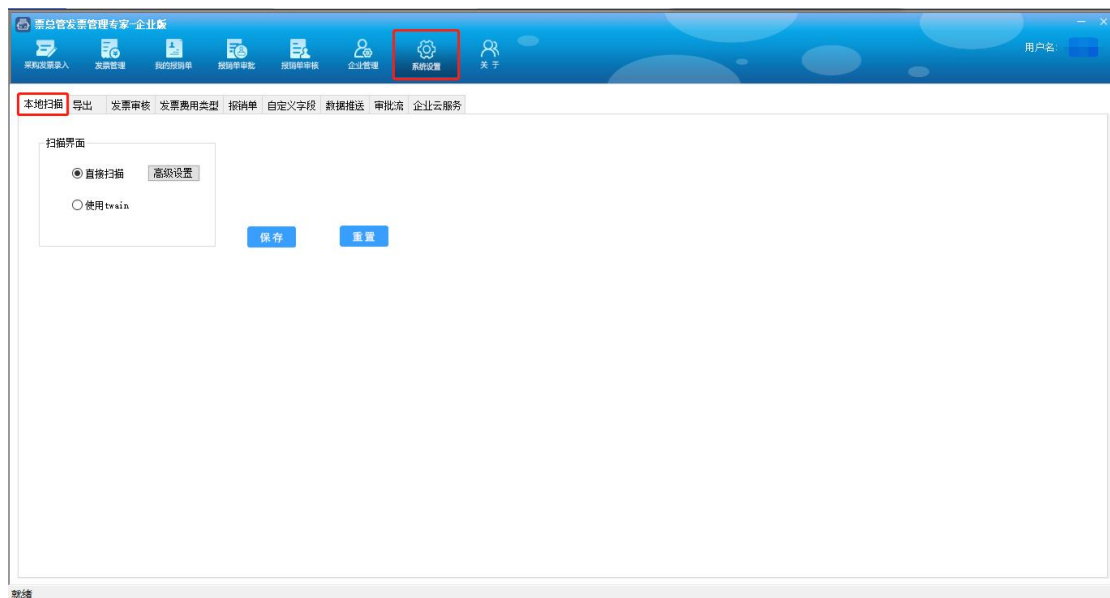 票总管发票管理专家-企业版
用户名:
采购发票录入 发票管理 我的报销单 报销单审批 报销单审核 企业管理 系统设置 关于
本地扫描 导出 发票审核 发票费用类型 报销单 自定义字段 数据推送 审批流 企业云服务
扫描界面
直接扫描 高级设置
使用twain
保存 重置
就绪